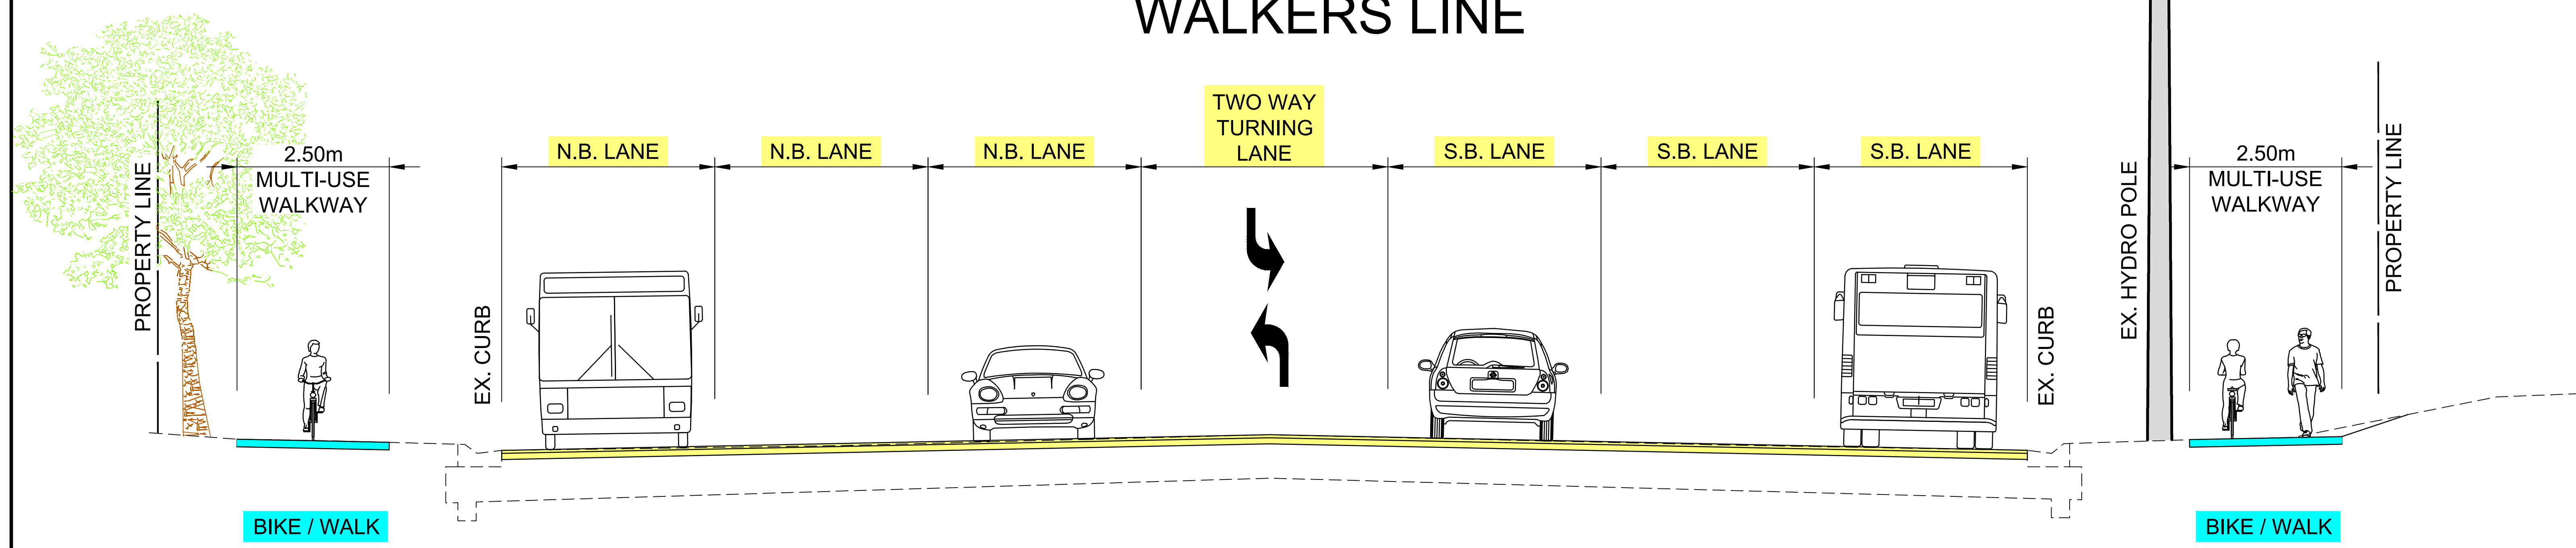 WALKERS LINE
PROPERTY LINE
2.50m
MULTI-USE
WALKWAY
EX. CURB
N.B. LANE
N.B. LANE
N.B. LANE
TWO WAY
TURNING
LANE
S.B. LANE
S.B. LANE
S.B. LANE
EX. CURB
EX. HYDRO POLE
2.50m
MULTI-USE
WALKWAY
PROPERTY LINE
BIKE / WALK
BIKE / WALK